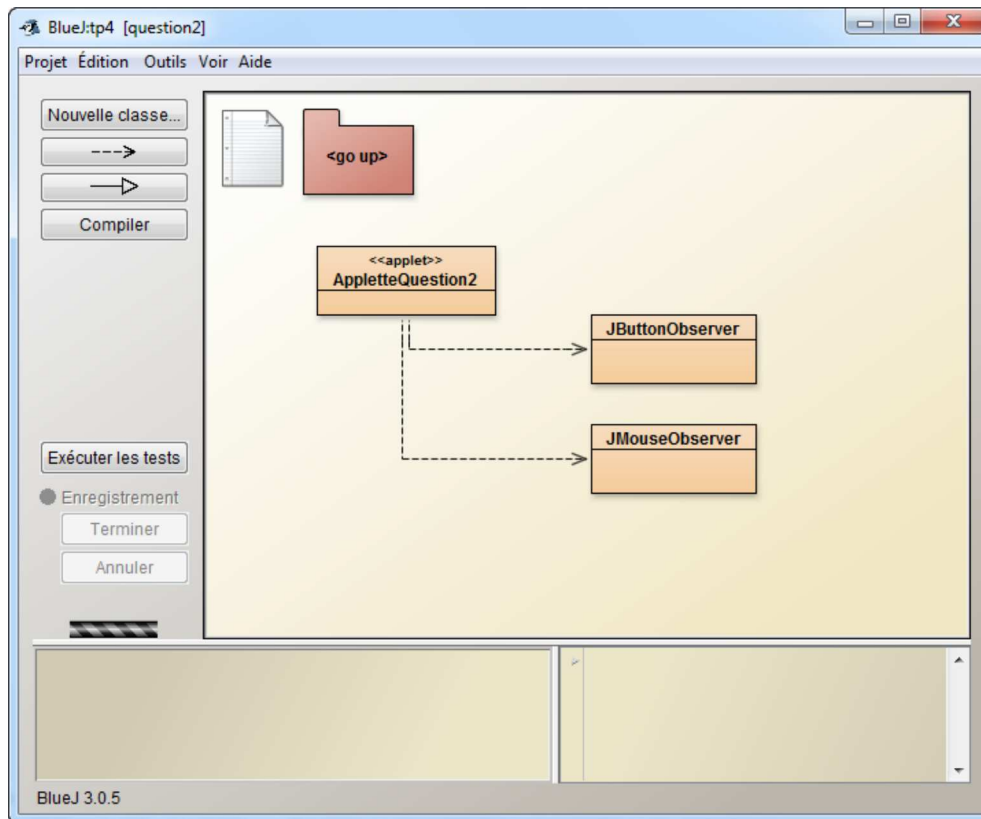 BlueJ:tp4 [question2]
Projet Édition Outils Voir Aide
Nouvelle classe...
Compiler
Exécuter les tests
Enregistrement
Terminer
Annuler
<go up>
<<applet>>
AppletteQuestion2
JButtonObserver
JMouseObserver
BlueJ 3.0.5